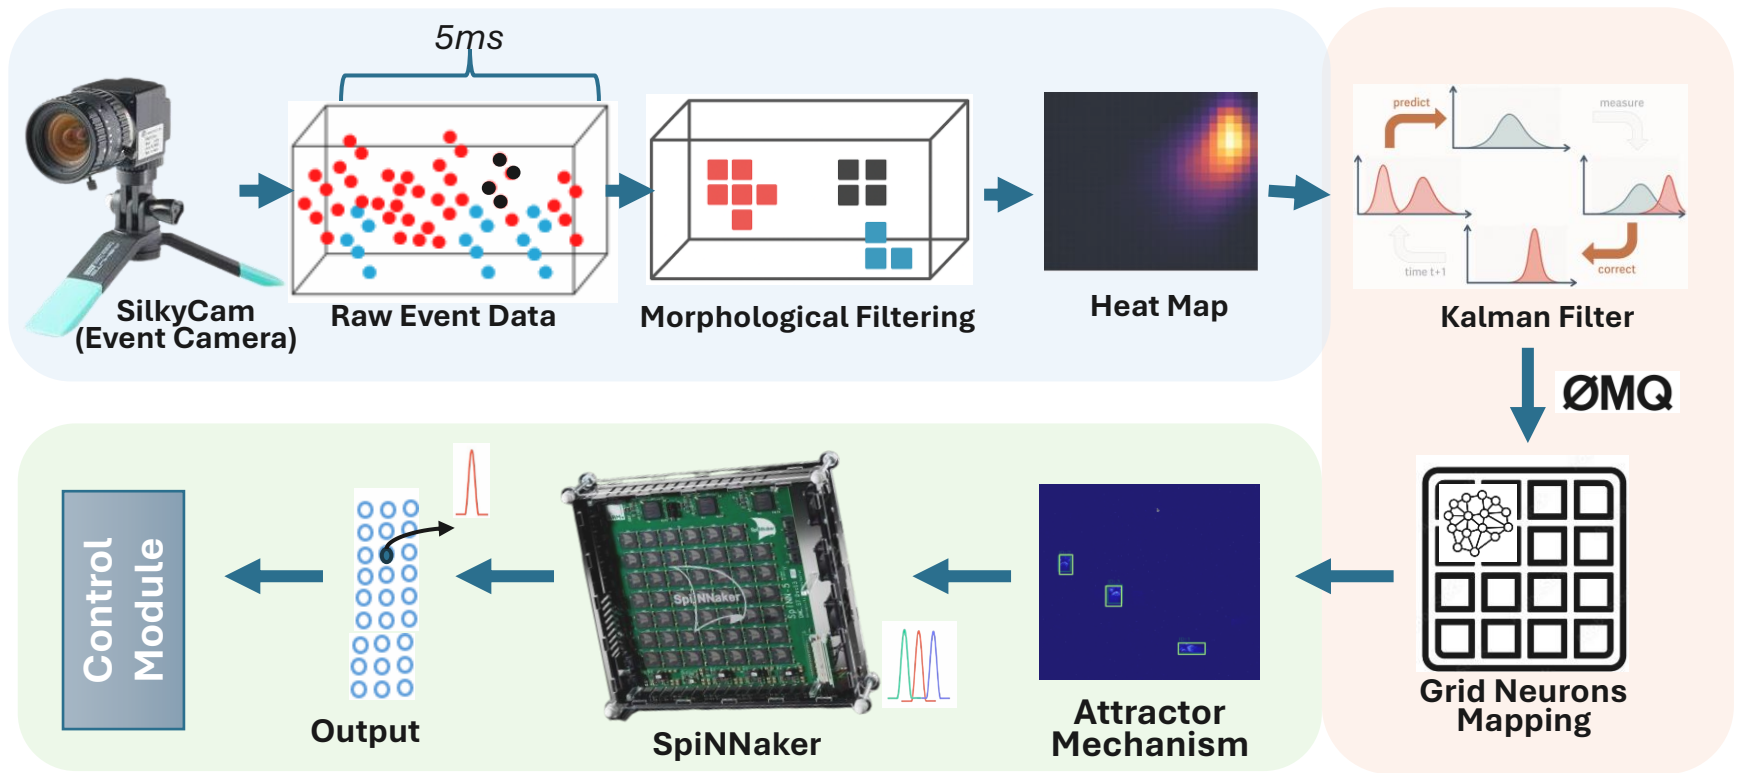 5ms
SilkyCam
(Event Camera)
Raw Event Data
Morphological Filtering
Heat Map
predict
measure
correct
time t+1
Kalman Filter
ØMQ
Grid Neurons
Mapping
Attractor
Mechanism
SpiNNaker
SpiNNaker
Output
Control
Module